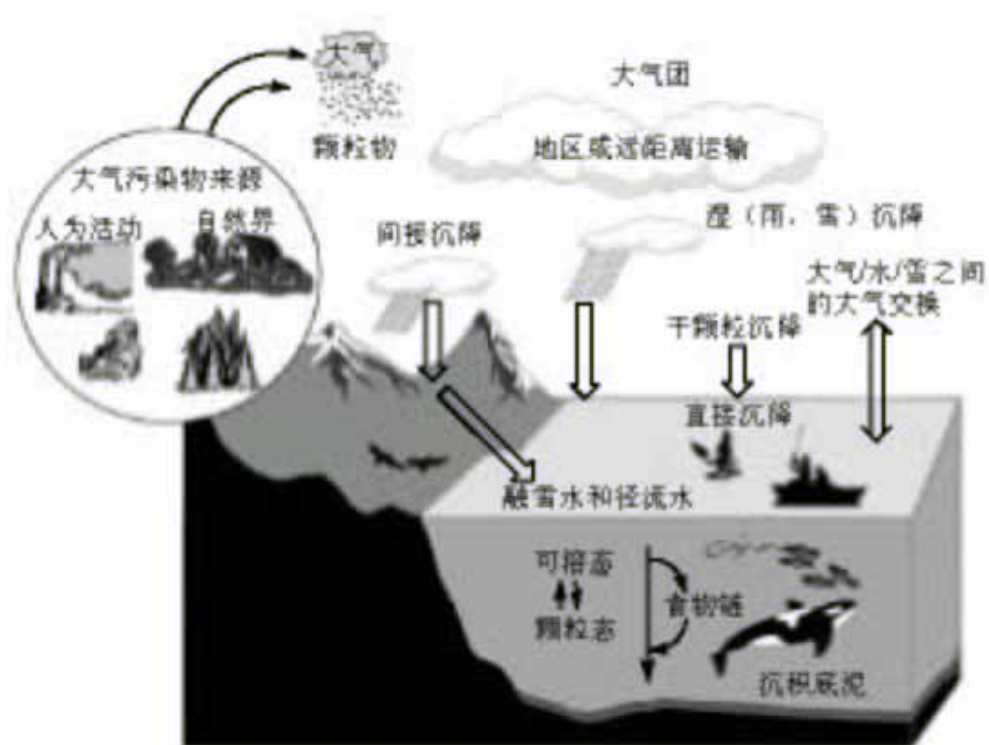 大气
大气团
颗粒物
地区或远距离运输
大气污染物来源
人为活动
自然界
间接沉降
湿（雨、雪）沉降
大气/水/雪之间
的大气交换
干颗粒沉降
直接沉降
融雪水和径流水
可溶态
颗粒态
食物链
沉积底泥